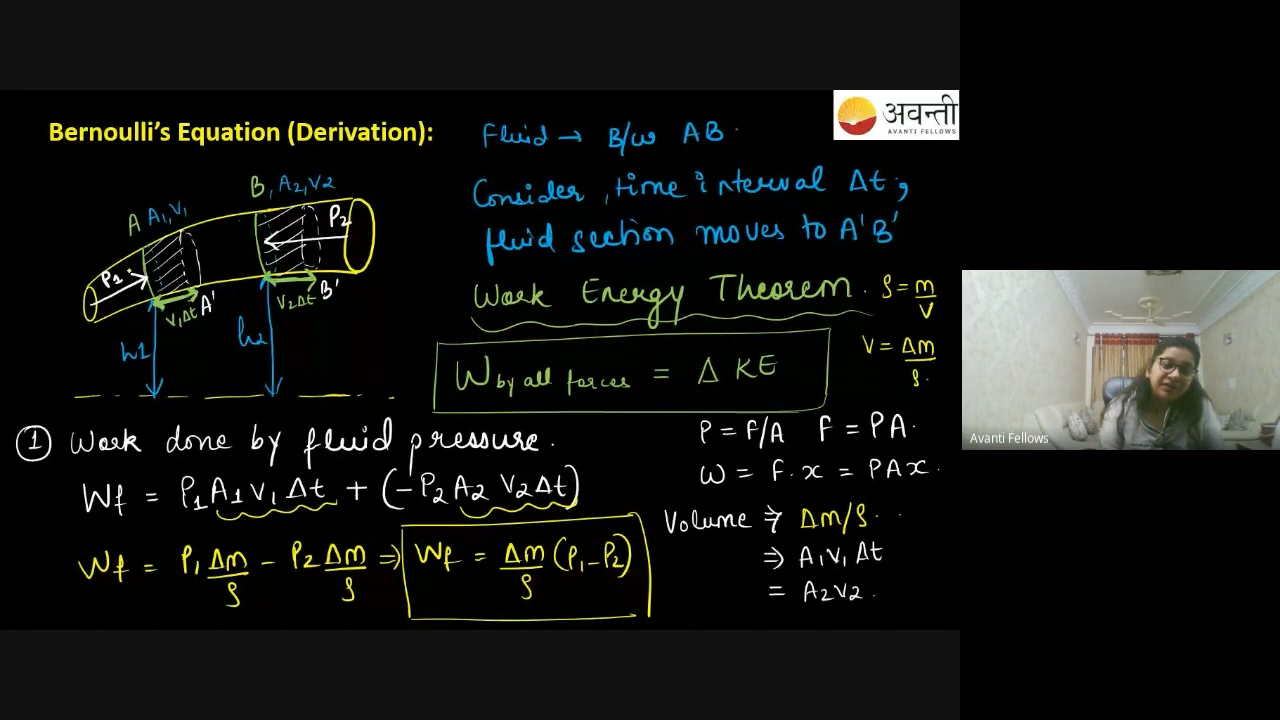 Bernoulli's Equation (Derivation):
अवन्ती
AVANTI FELLOWS
Fluid → B/w AB.
Consider, time interval Δt,
fluid section moves to A'B'
A A1, V1
B, A2, V2
P1
P2
V1Δt A'
V2Δt B'
h1
h2
Work Energy Theorem.
W by all forces = Δ KE
ρ = m/V
V = Δm/ρ.
① Work done by fluid pressure.
Wf = P1A1V1Δt + (-P2A2 V2Δt)
Wf = P1 Δm/ρ - P2 Δm/ρ ⇒ Wf = Δm/ρ (P1-P2)
P = F/A F = PA.
W = F.x = PAx.
Volume ⇒ Δm/ρ.
⇒ A1V1Δt
= A2V2.
Avanti Fellows